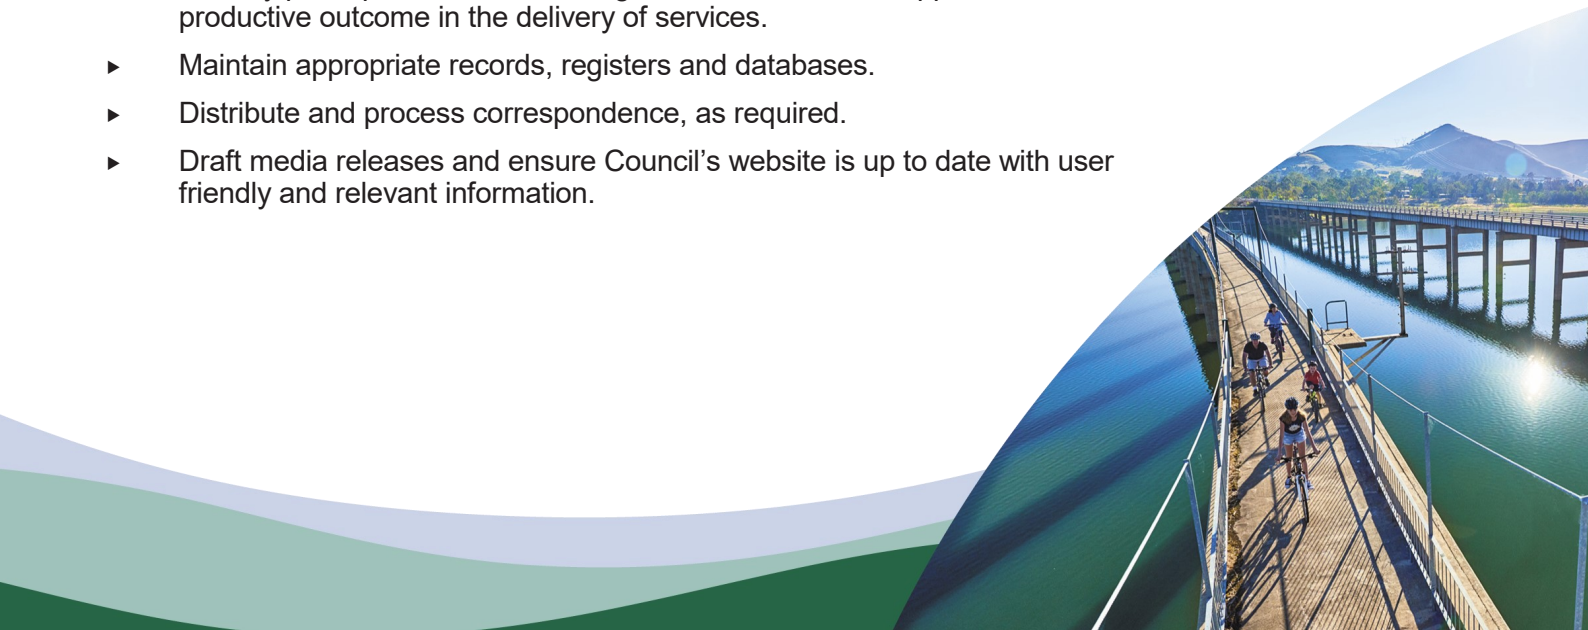 productive outcome in the delivery of services.
Maintain appropriate records, registers and databases.
Distribute and process correspondence, as required.
Draft media releases and ensure Council’s website is up to date with user
friendly and relevant information.